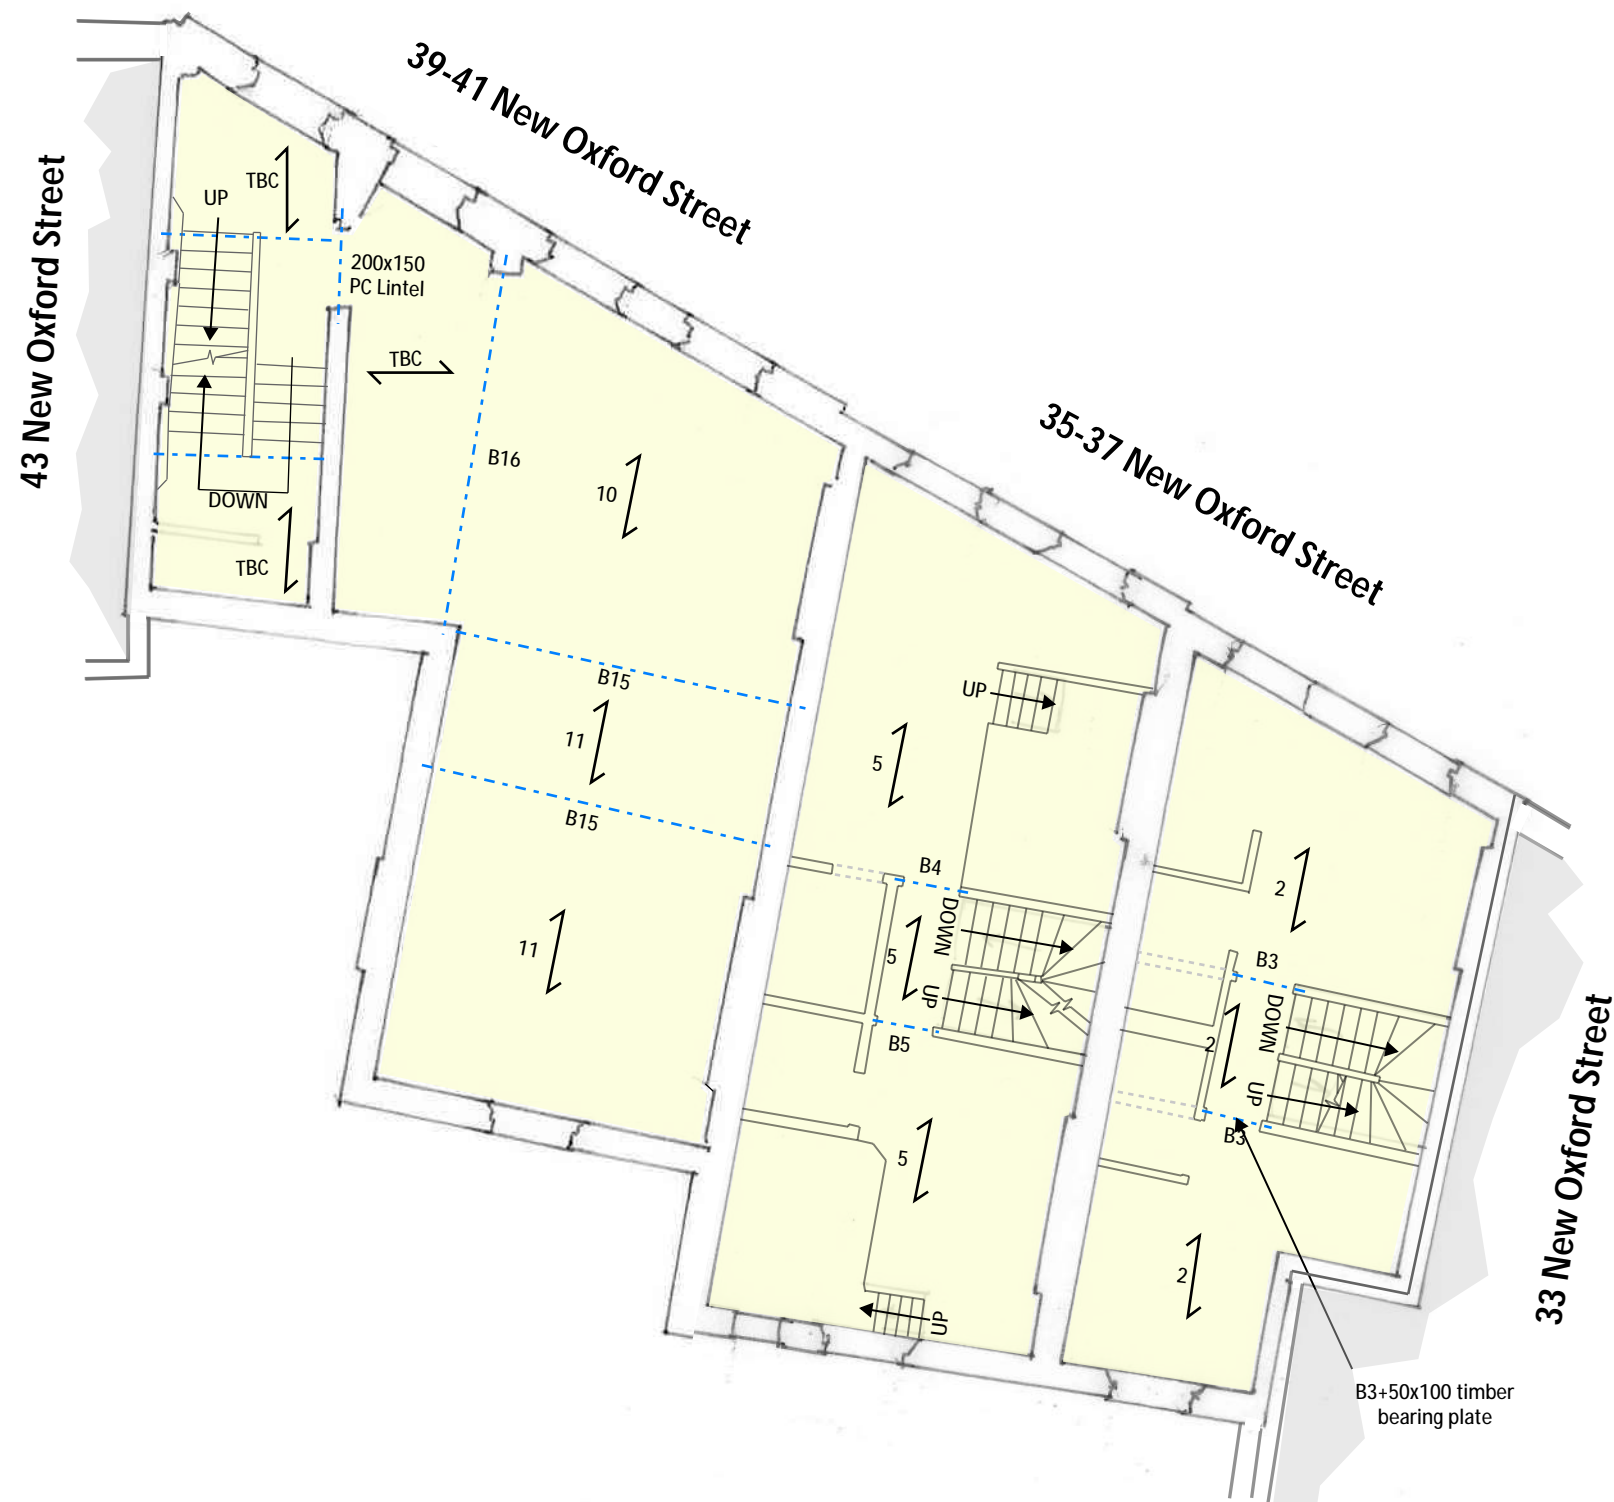 39-41 New Oxford Street
43 New Oxford Street
TBC
UP
200x150
PC Lintel
TBC
B16
10
DOWN
TBC
35-37 New Oxford Street
B15
11
B15
11
UP
5
B4
DOWN
5
UP
B5
5
UP
2
B3
DOWN
2
UP
B3
2
33 New Oxford Street
B3+50x100 timber
bearing plate